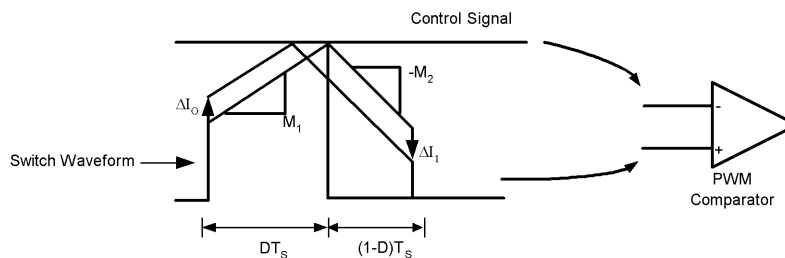 Control Signal
-M₂
ΔI₀
M₁
ΔI₁
Switch Waveform
-
+
PWM
Comparator
DTₛ
(1-D)Tₛ